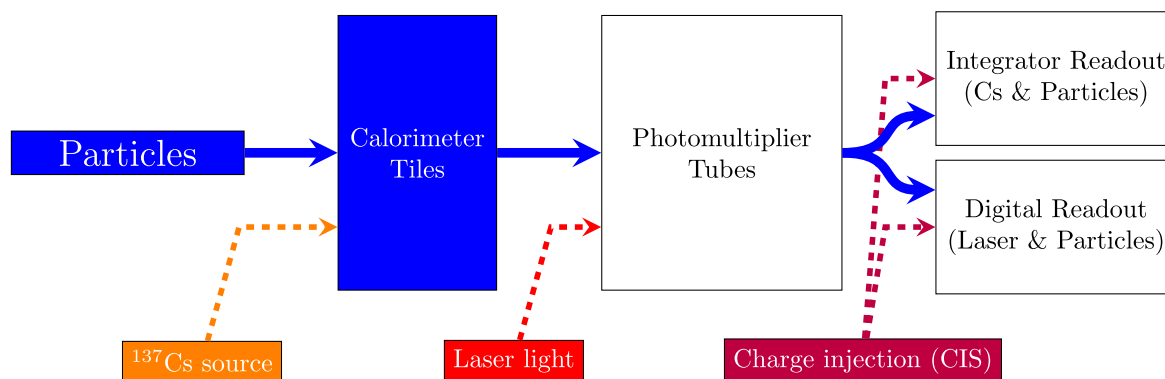 Particles
Calorimeter
Tiles
Photomultiplier
Tubes
Integrator Readout
(Cs & Particles)
Digital Readout
(Laser & Particles)
¹³⁷Cs source
Laser light
Charge injection (CIS)